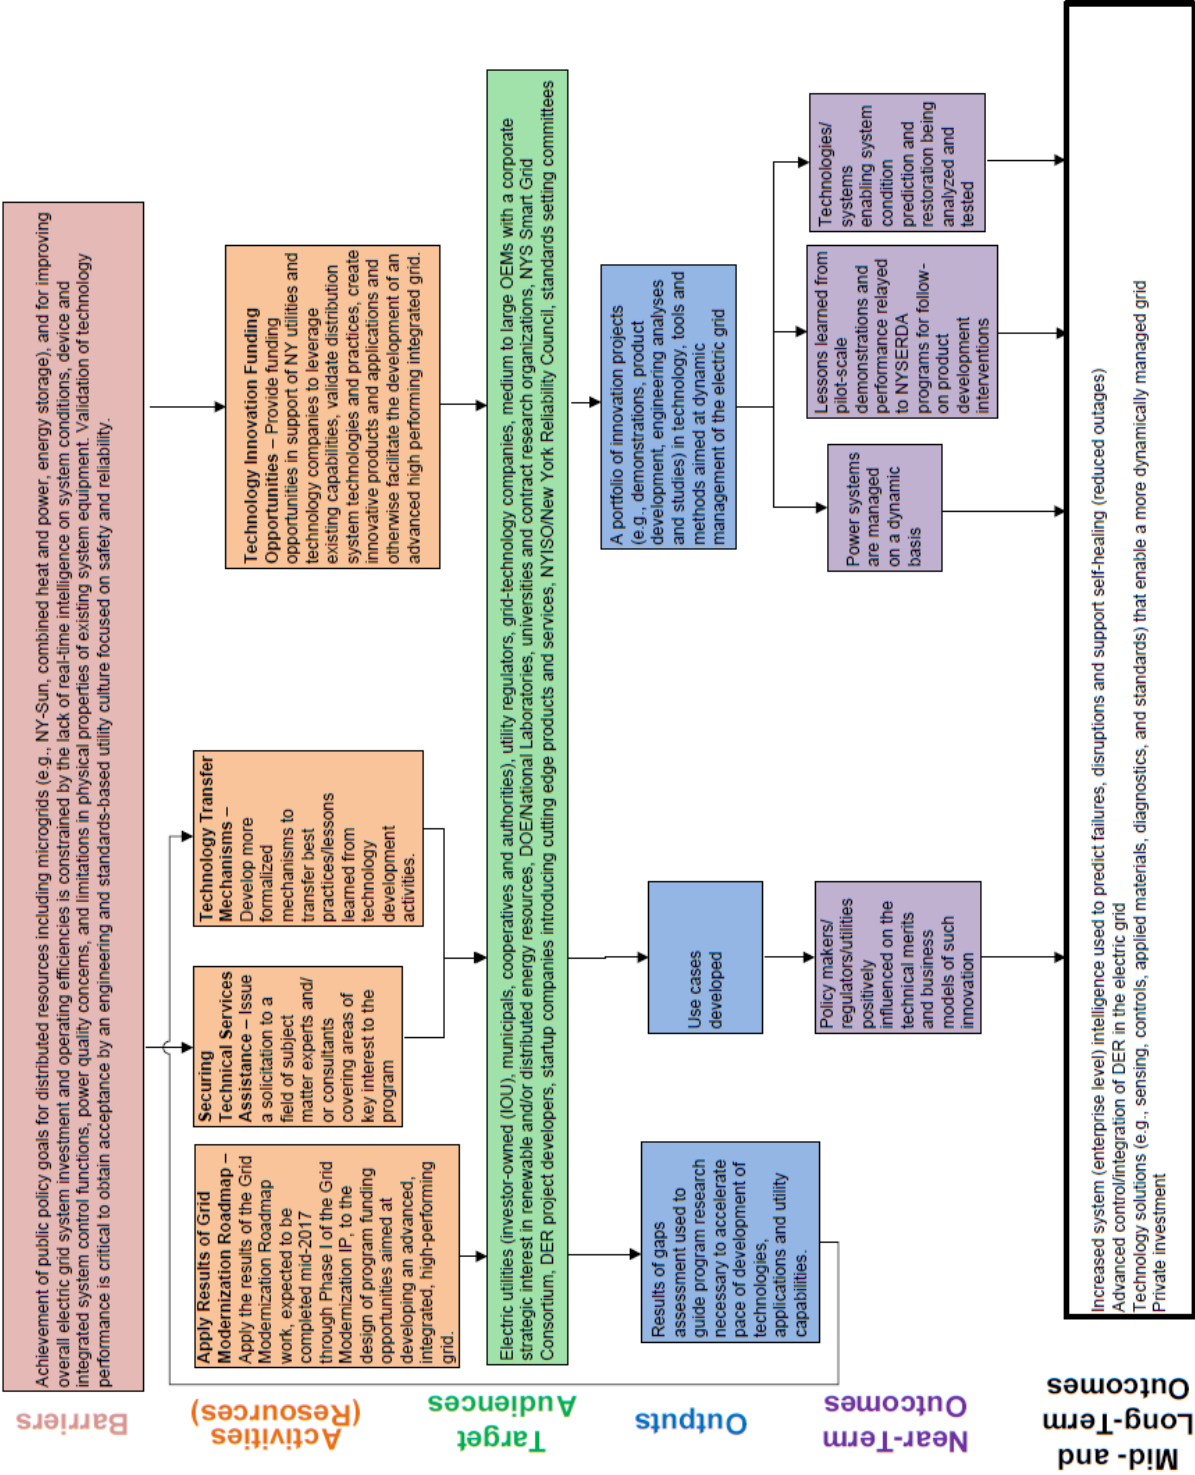 Barriers
Achievement of public policy goals for distributed resources including microgrids (e.g., NY-Sun, combined heat and power, energy storage), and for improving
overall electric grid system investment and operating efficiencies is constrained by the lack of real-time intelligence on system conditions, device and
integrated system control functions, power quality concerns, and limitations in physical properties of existing system equipment. Validation of technology
performance is critical to obtain acceptance by an engineering and standards-based utility culture focused on safety and reliability.
Activities
(Resources)
Apply Results of Grid
Modernization Roadmap –
Apply the results of the Grid
Modernization Roadmap
work, expected to be
completed mid-2017
through Phase I of the Grid
Modernization IP, to the
design of program funding
opportunities aimed at
developing an advanced,
integrated, high-performing
grid.
Securing
Technical Services
Assistance – Issue
a solicitation to a
field of subject
matter experts and/
or consultants
covering areas of
key interest to the
program
Technology Transfer
Mechanisms –
Develop more
formalized
mechanisms to
transfer best
practices/lessons
learned from
technology
development
activities.
Technology Innovation Funding
Opportunities – Provide funding
opportunities in support of NY utilities and
technology companies to leverage
existing capabilities, validate distribution
system technologies and practices, create
innovative products and applications and
otherwise facilitate the development of an
advanced high performing integrated grid.
Target
Audiences
Electric utilities (investor-owned (IOU), municipals, cooperatives and authorities), utility regulators, grid-technology companies, medium to large OEMs with a corporate
strategic interest in renewable and/or distributed energy resources, DOE/National Laboratories, universities and contract research organizations, NYS Smart Grid
Consortium, DER project developers, startup companies introducing cutting edge products and services, NYISO/New York Reliability Council, standards setting committees
Outputs
Results of gaps
assessment used to
guide program research
necessary to accelerate
pace of development of
technologies,
applications and utility
capabilities.
Use cases
developed
A portfolio of innovation projects
(e.g., demonstrations, product
development, engineering analyses
and studies) in technology, tools and
methods aimed at dynamic
management of the electric grid
Near-Term
Outcomes
Policy makers/
regulators/utilities
positively
influenced on the
technical merits
and business
models of such
innovation
Power systems
are managed
on a dynamic
basis
Lessons learned from
pilot-scale
demonstrations and
performance relayed
to NYSERDA
programs for follow-
on product
development
interventions
Technologies/
systems
enabling system
condition
prediction and
restoration being
analyzed and
tested
Mid- and
Long-Term
Outcomes
Increased system (enterprise level) intelligence used to predict failures, disruptions and support self-healing (reduced outages)
Advanced control/integration of DER in the electric grid
Technology solutions (e.g., sensing, controls, applied materials, diagnostics, and standards) that enable a more dynamically managed grid
Private investment